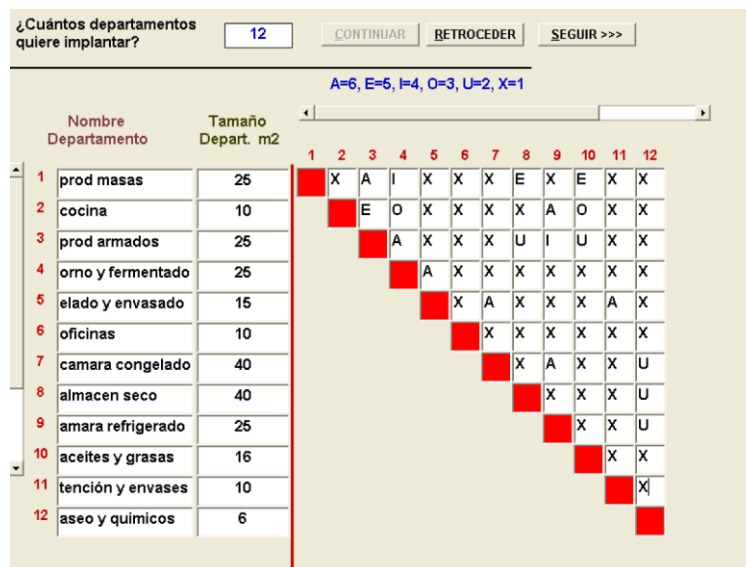 ¿Cuántos departamentos
quiere implantar?
12
CONTINUAR
RETROCEDER
SEGUIR >>>
A=6, E=5, I=4, O=3, U=2, X=1
Nombre
Departamento
Tamaño
Depart. m2
1 2 3 4 5 6 7 8 9 10 11 12
1 prod masas 25 X A I X X X E X E X X
2 cocina 10 E O X X X X A O X X
3 prod armados 25 A X X X U I U X X
4 orno y fermentado 25 A X X X X X X X
5 elado y envasado 15 X A X X X A X
6 oficinas 10 X X X X X X
7 camara congelado 40 X A X X U
8 almacen seco 40 X X X U
9 amara refrigerado 25 X X U
10 aceites y grasas 16 X X
11 tención y envases 10 X
12 aseo y quimicos 6